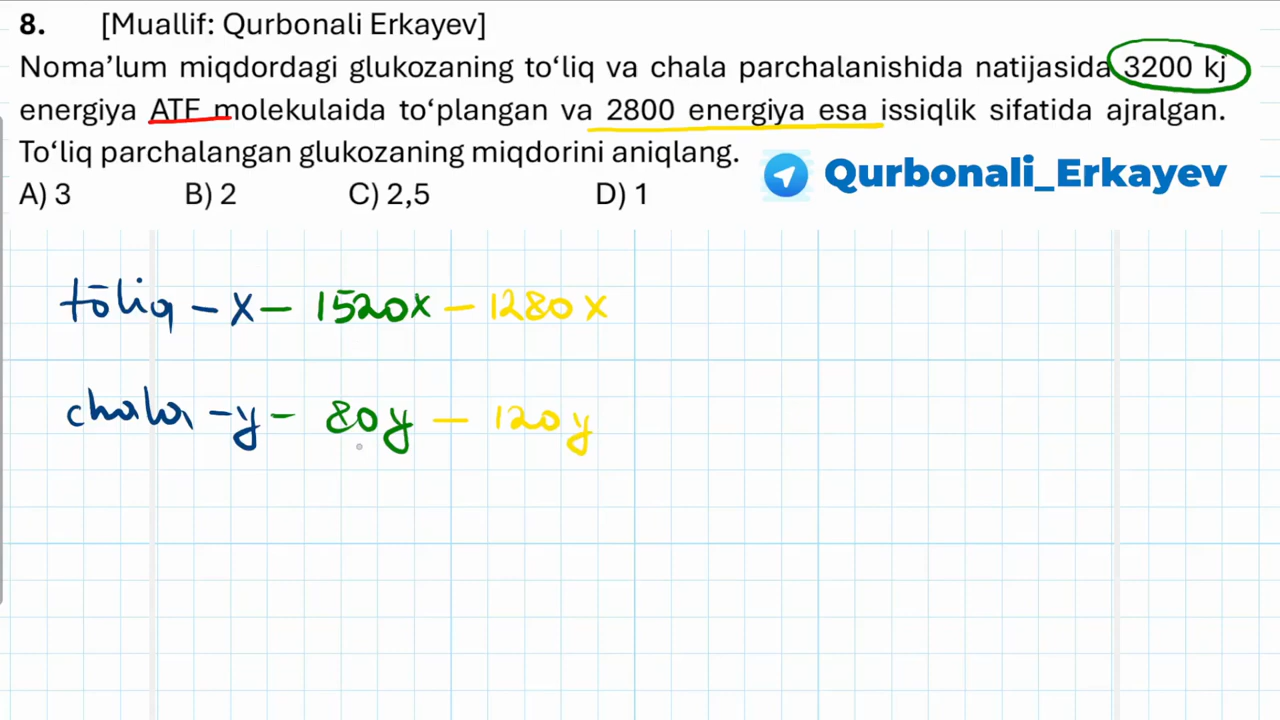 8. [Muallif: Qurbonali Erkayev]
Noma’lum miqdordagi glukozaning to‘liq va chala parchalanishida natijasida 3200 kj
energiya ATF molekulaida to‘plangan va 2800 energiya esa issiqlik sifatida ajralgan.
To‘liq parchalangan glukozaning miqdorini aniqlang.
Qurbonali_Erkayev
A) 3 B) 2 C) 2,5 D) 1
tōliq – x – 1520x – 1280x
chala – y – 80y – 120y